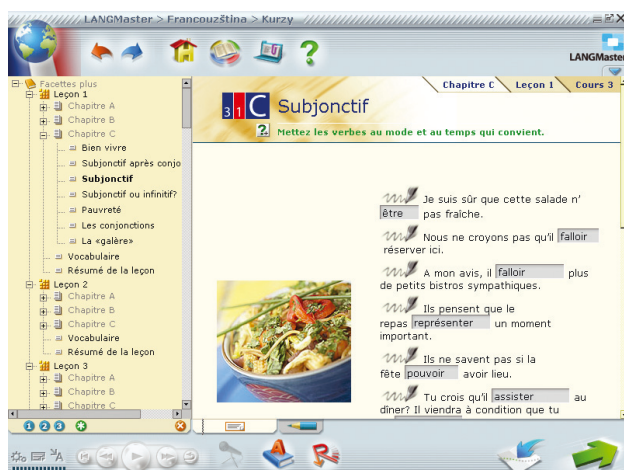 LANGMaster > Francouzština > Kurzy
LANGMaster
Facettes plus
Leçon 1
Chapitre A
Chapitre B
Chapitre C
Bien vivre
Subjonctif après conjo
Subjonctif
Subjonctif ou infinitif?
Pauvreté
Les conjonctions
La «galère»
Vocabulaire
Résumé de la leçon
Leçon 2
Chapitre A
Chapitre B
Chapitre C
Vocabulaire
Résumé de la leçon
Leçon 3
Chapitre A
Chapitre B
Chapitre C
1 2 3
Chapitre C Leçon 1 Cours 3
3 1 C Subjonctif
Mettez les verbes au mode et au temps qui convient.
Je suis sûr que cette salade n'
être pas fraîche.
Nous ne croyons pas qu'il falloir
réserver ici.
A mon avis, il falloir plus
de petits bistros sympathiques.
Ils pensent que le
repas représenter un moment
important.
Ils ne savent pas si la
fête pouvoir avoir lieu.
Tu crois qu'il assister au
dîner? Il viendra à condition que tu